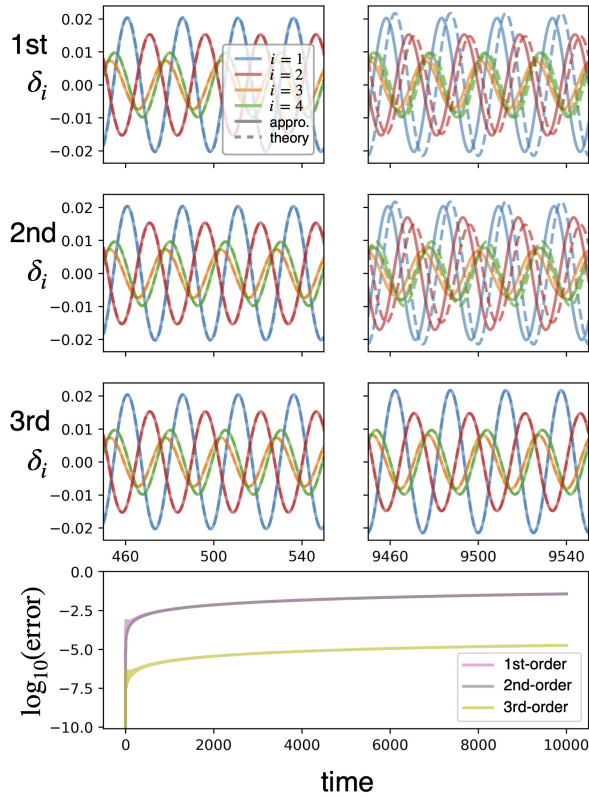 1st
δᵢ
0.02
0.01
0.00
−0.01
−0.02
i = 1
i = 2
i = 3
i = 4
appro.
theory
2nd
δᵢ
0.02
0.01
0.00
−0.01
−0.02
3rd
δᵢ
0.02
0.01
0.00
−0.01
−0.02
460 500 540
9460 9500 9540
log₁₀(error)
0.0
−2.5
−5.0
−7.5
−10.0
1st-order
2nd-order
3rd-order
0 2000 4000 6000 8000 10000
time